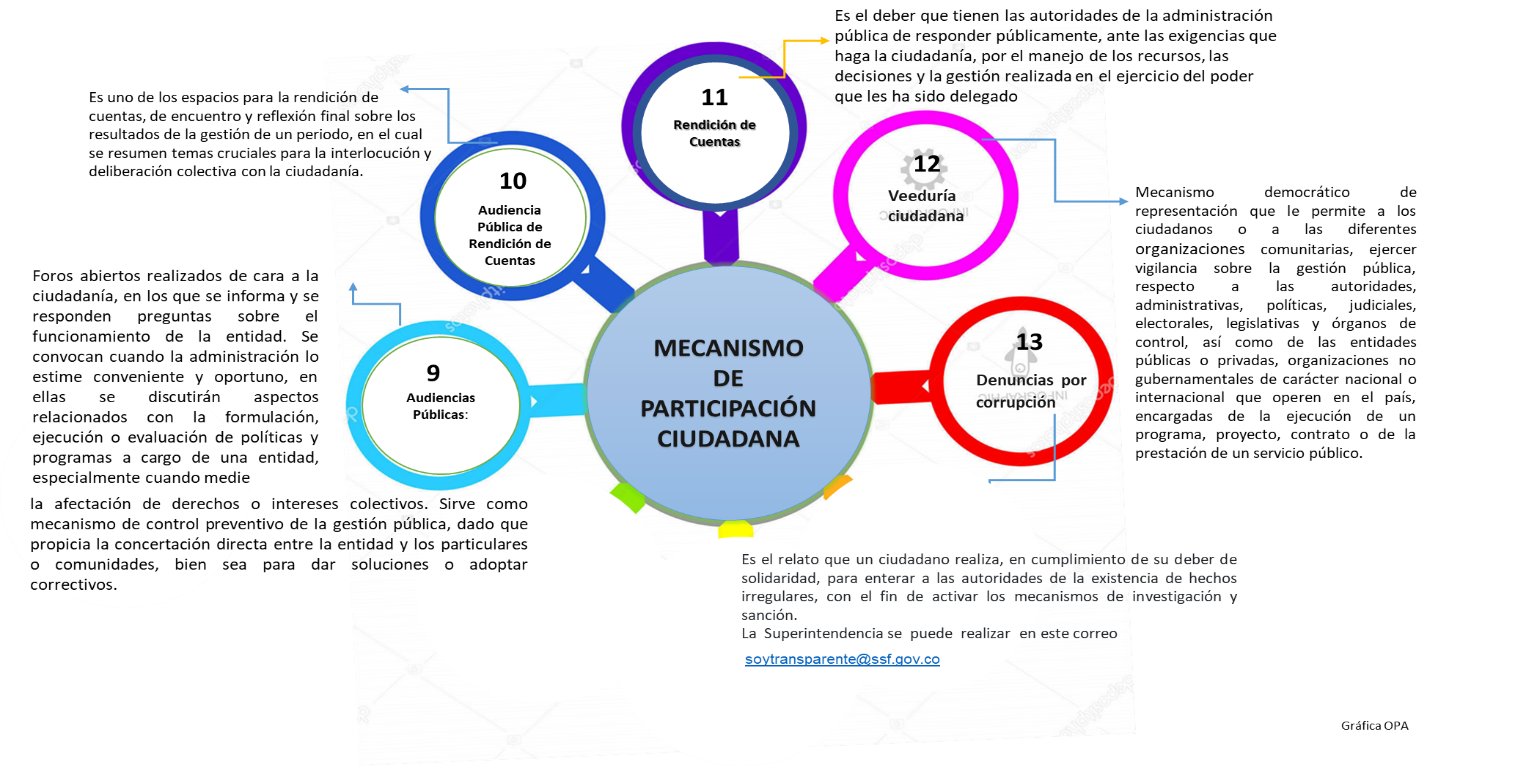 Es el deber que tienen las autoridades de la administración
pública de responder públicamente, ante las exigencias que
haga la ciudadanía, por el manejo de los recursos, las
decisiones y la gestión realizada en el ejercicio del poder
que les ha sido delegado
Es uno de los espacios para la rendición de
cuentas, de encuentro y reflexión final sobre los
resultados de la gestión de un periodo, en el cual
se resumen temas cruciales para la interlocución y
deliberación colectiva con la ciudadanía.
11
Rendición de
Cuentas
10
Audiencia
Pública de
Rendición de
Cuentas
12
Veeduría
ciudadana
Mecanismo democrático de
representación que le permite a los
ciudadanos o a las diferentes
organizaciones comunitarias, ejercer
vigilancia sobre la gestión pública,
respecto a las autoridades,
administrativas, políticas, judiciales,
electorales, legislativas y órganos de
control, así como de las entidades
públicas o privadas, organizaciones no
gubernamentales de carácter nacional o
internacional que operen en el país,
encargadas de la ejecución de un
programa, proyecto, contrato o de la
prestación de un servicio público.
Foros abiertos realizados de cara a la
ciudadanía, en los que se informa y se
responden preguntas sobre el
funcionamiento de la entidad. Se
convocan cuando la administración lo
estime conveniente y oportuno, en
ellas se discutirán aspectos
relacionados con la formulación,
ejecución o evaluación de políticas y
programas a cargo de una entidad,
especialmente cuando medie
la afectación de derechos o intereses colectivos. Sirve como
mecanismo de control preventivo de la gestión pública, dado que
propicia la concertación directa entre la entidad y los particulares
o comunidades, bien sea para dar soluciones o adoptar
correctivos.
9
Audiencias
Públicas:
MECANISMO
DE
PARTICIPACIÓN
CIUDADANA
13
Denuncias por
corrupción
Es el relato que un ciudadano realiza, en cumplimiento de su deber de
solidaridad, para enterar a las autoridades de la existencia de hechos
irregulares, con el fin de activar los mecanismos de investigación y
sanción.
La Superintendencia se puede realizar en este correo
soytransparente@ssf.gov.co
Gráfica OPA